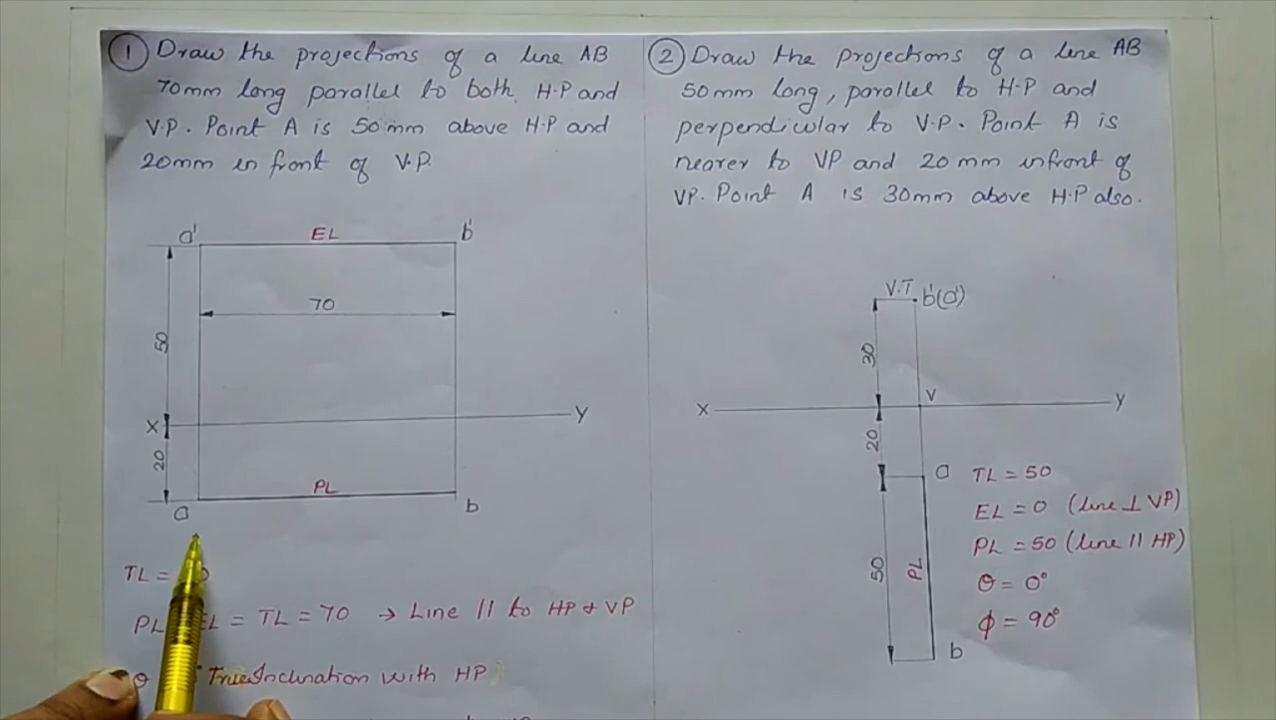 ① Draw the projections of a line AB
70mm long parallel to both H.P and
V.P. Point A is 50mm above H.P and
20mm in front of V.P.
a' EL b'
70
50
X Y
20
PL
a b
TL =
PL = TL = 70 → Line // to HP & VP
θ True Inclination with HP
② Draw the projections of a line AB
50mm long, parallel to H.P and
perpendicular to V.P. Point A is
nearer to VP and 20mm infront of
VP. Point A is 30mm above H.P also.
V.T b'(a')
30
X V Y
20
a TL = 50
EL = 0 (line ⊥ VP)
50 PL PL = 50 (line // HP)
θ = 0°
ϕ = 90°
b